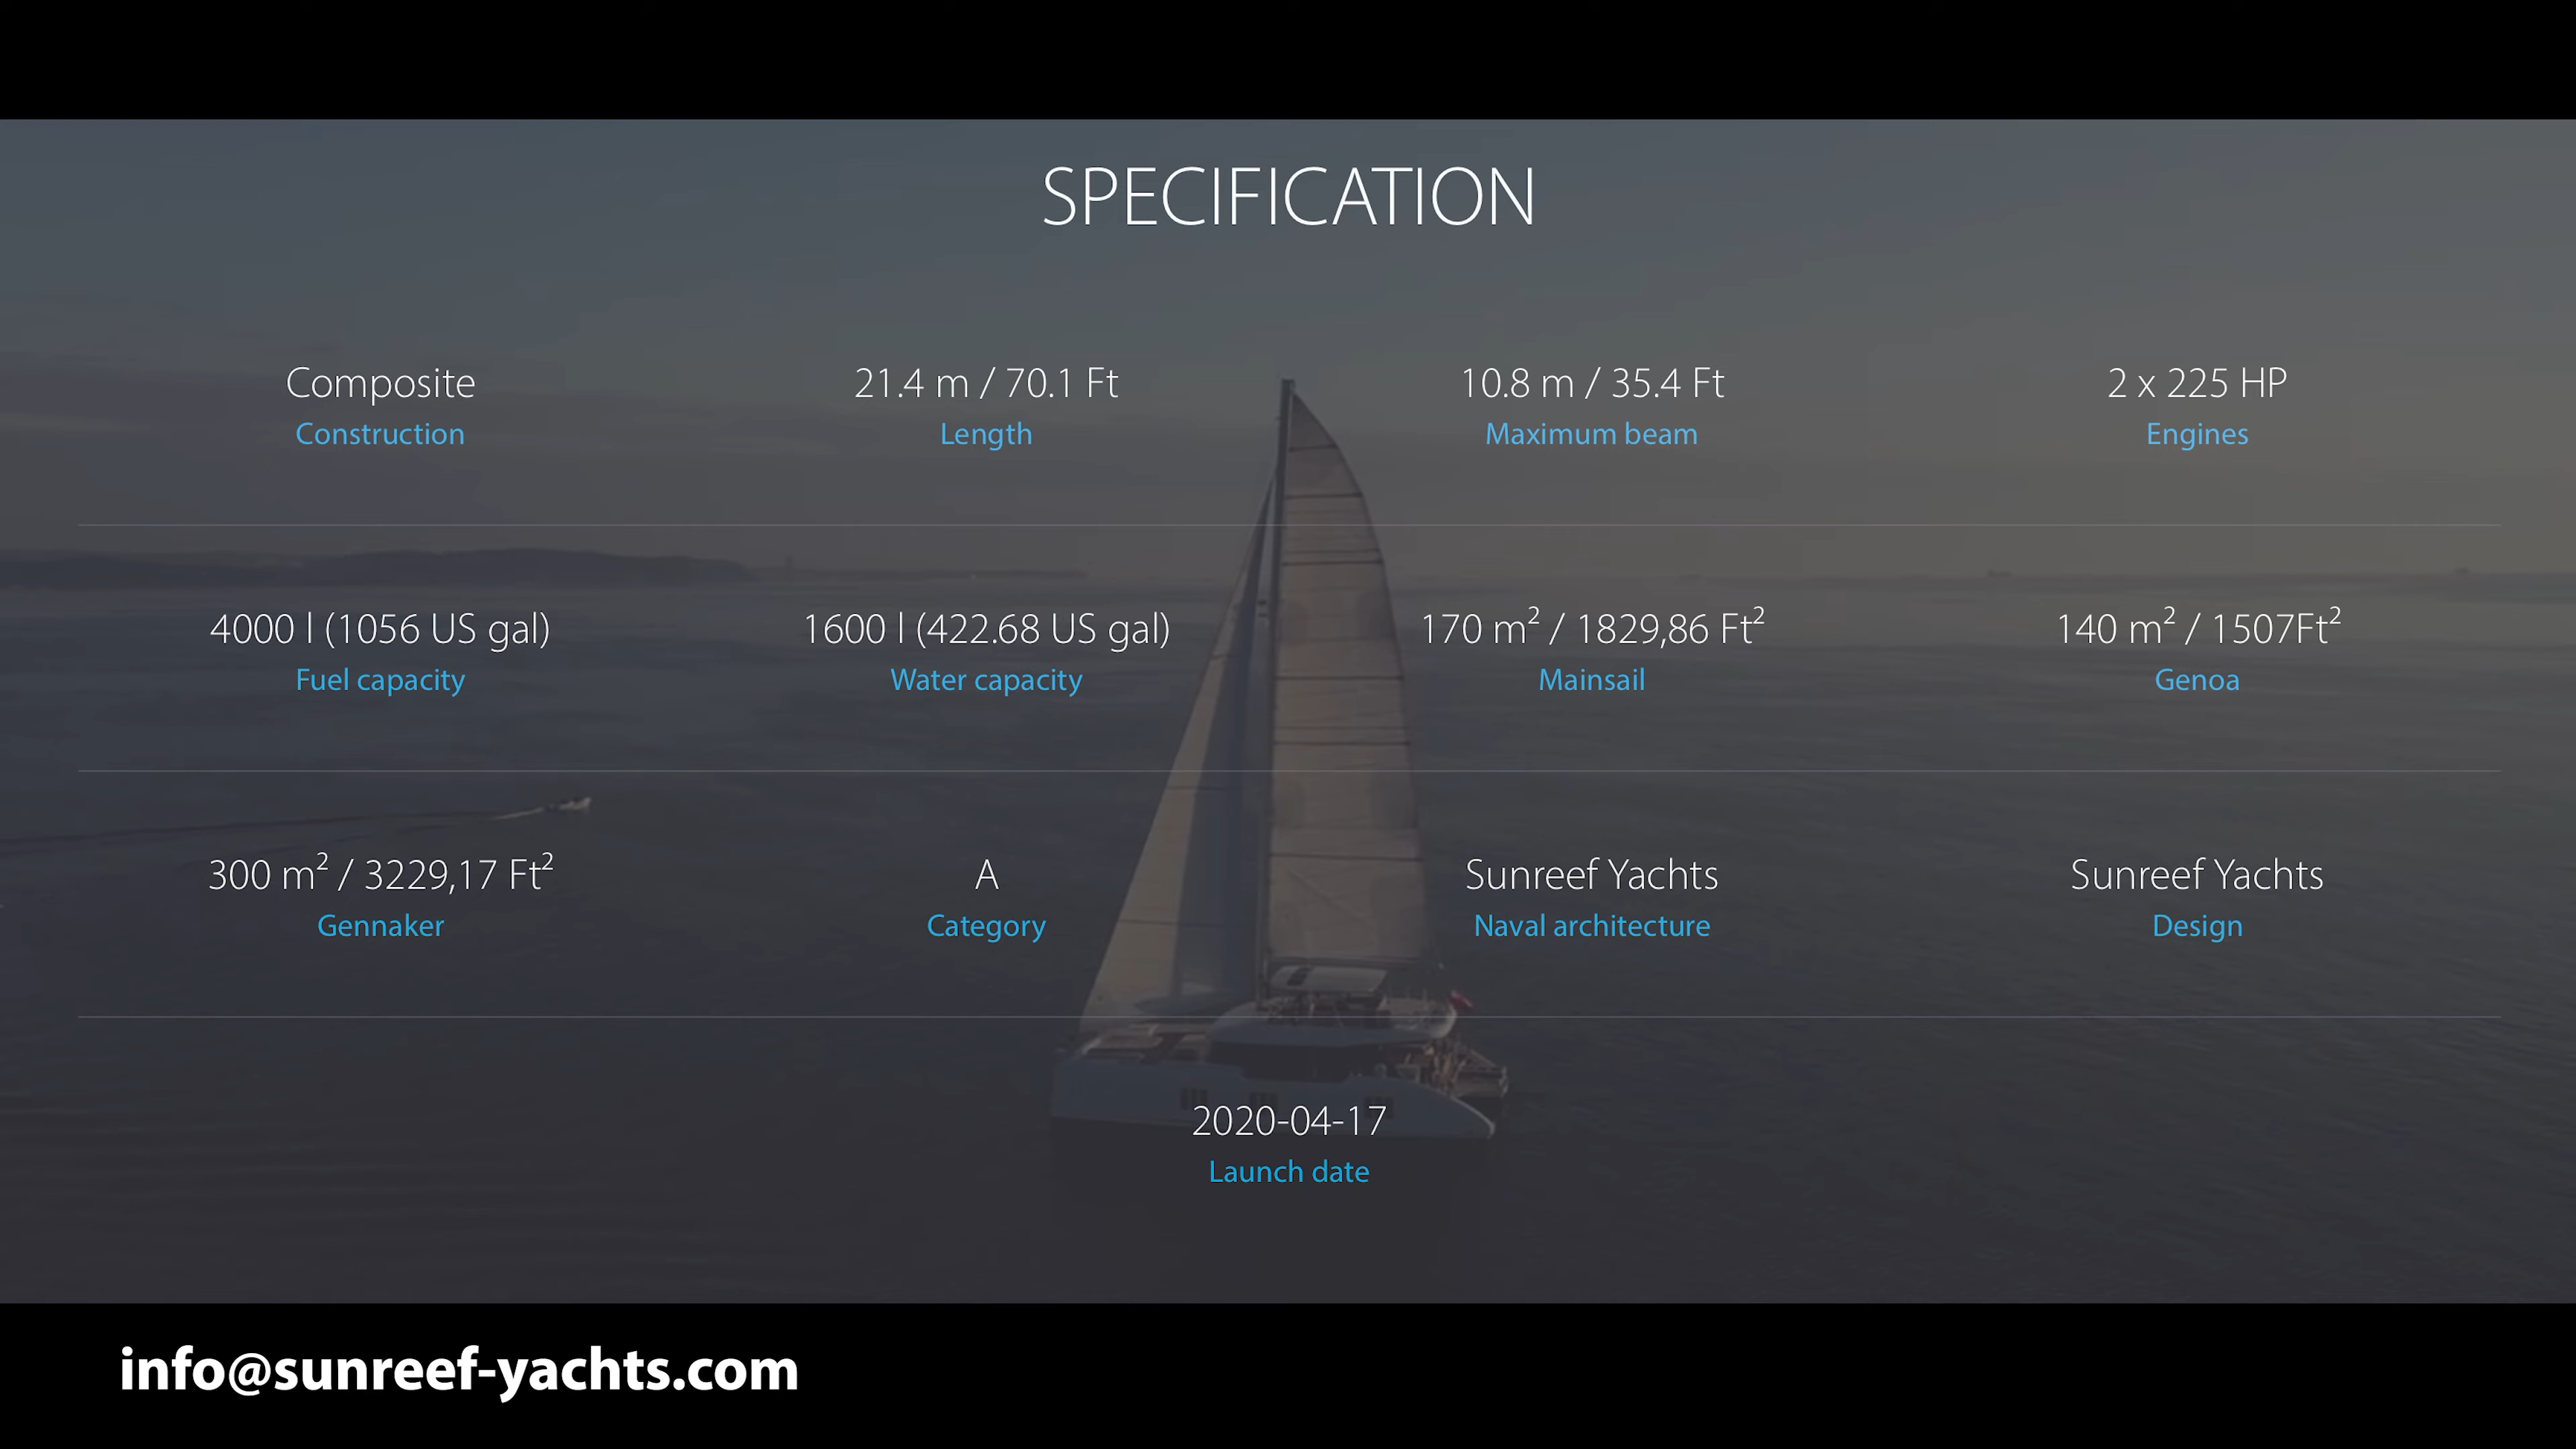 SPECIFICATION
Composite
Construction
21.4 m / 70.1 Ft
Length
10.8 m / 35.4 Ft
Maximum beam
2 x 225 HP
Engines
4000 l (1056 US gal)
Fuel capacity
1600 l (422.68 US gal)
Water capacity
170 m² / 1829,86 Ft²
Mainsail
140 m² / 1507Ft²
Genoa
300 m² / 3229,17 Ft²
Gennaker
A
Category
Sunreef Yachts
Naval architecture
Sunreef Yachts
Design
2020-04-17
Launch date
info@sunreef-yachts.com